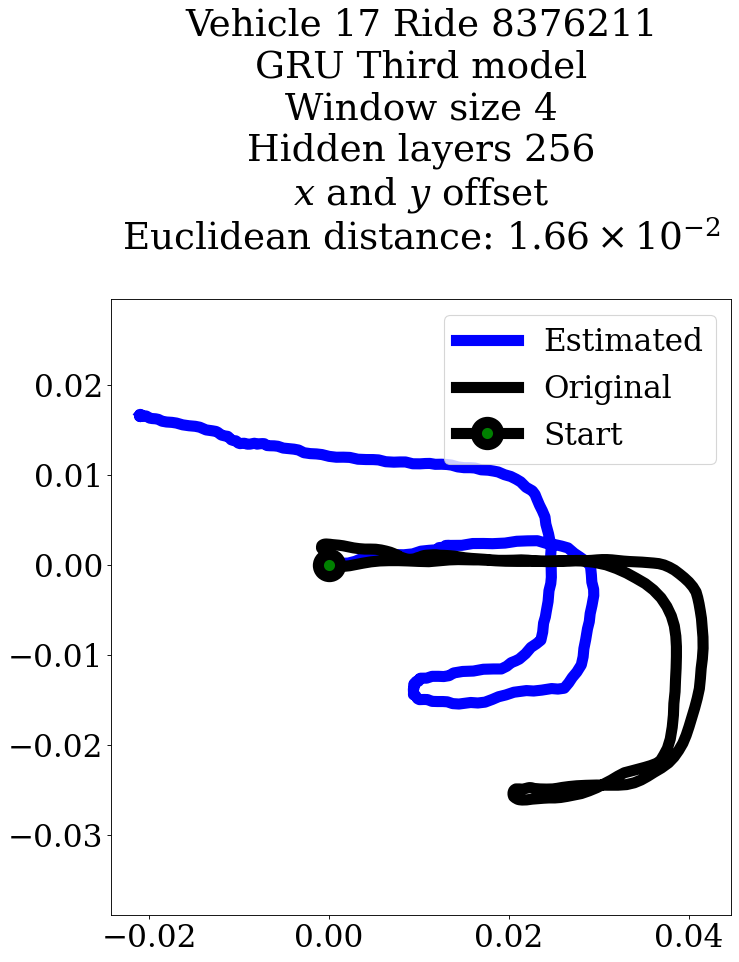 Vehicle 17 Ride 8376211
GRU Third model
Window size 4
Hidden layers 256
x and y offset
Euclidean distance: 1.66 × 10⁻²
Estimated
Original
Start
0.02
0.01
0.00
−0.01
−0.02
−0.03
−0.02
0.00
0.02
0.04